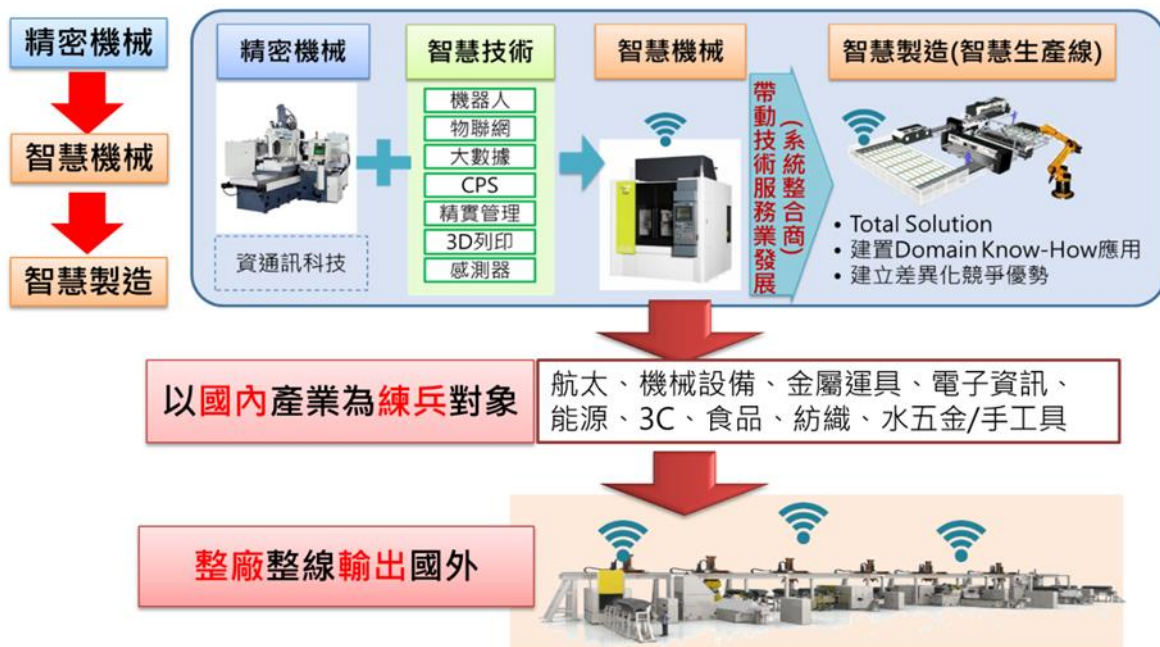 精密機械
智慧機械
智慧製造
精密機械
資通訊科技
智慧技術
機器人
物聯網
大數據
CPS
精實管理
3D列印
感測器
智慧機械
帶動技術服務業發展
(系統整合商)
智慧製造(智慧生產線)
• Total Solution
• 建置Domain Know-How應用
• 建立差異化競爭優勢
以國內產業為練兵對象
航太、機械設備、金屬運具、電子資訊、
能源、3C、食品、紡織、水五金/手工具
整廠整線輸出國外